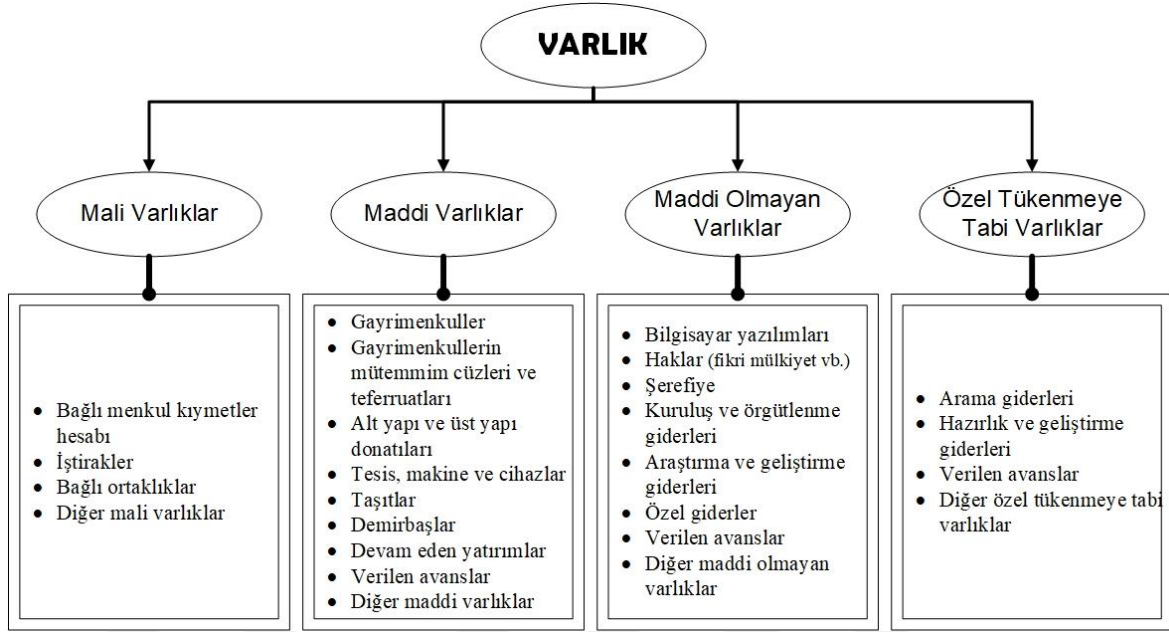 VARLIK
Mali Varlıklar
Maddi Varlıklar
Maddi Olmayan
Varlıklar
Özel Tükenmeye
Tabi Varlıklar
• Bağlı menkul kıymetler
hesabı
• İştirakler
• Bağlı ortaklıklar
• Diğer mali varlıklar
• Gayrimenkuller
• Gayrimenkullerin
mütemmim cüzleri ve
teferruatları
• Alt yapı ve üst yapı
donatıları
• Tesis, makine ve cihazlar
• Taşıtlar
• Demirbaşlar
• Devam eden yatırımlar
• Verilen avanslar
• Diğer maddi varlıklar
• Bilgisayar yazılımları
• Haklar (fikri mülkiyet vb.)
• Şerefiye
• Kuruluş ve örgütlenme
giderleri
• Araştırma ve geliştirme
giderleri
• Özel giderler
• Verilen avanslar
• Diğer maddi olmayan
varlıklar
• Arama giderleri
• Hazırlık ve geliştirme
giderleri
• Verilen avanslar
• Diğer özel tükenmeye tabi
varlıklar